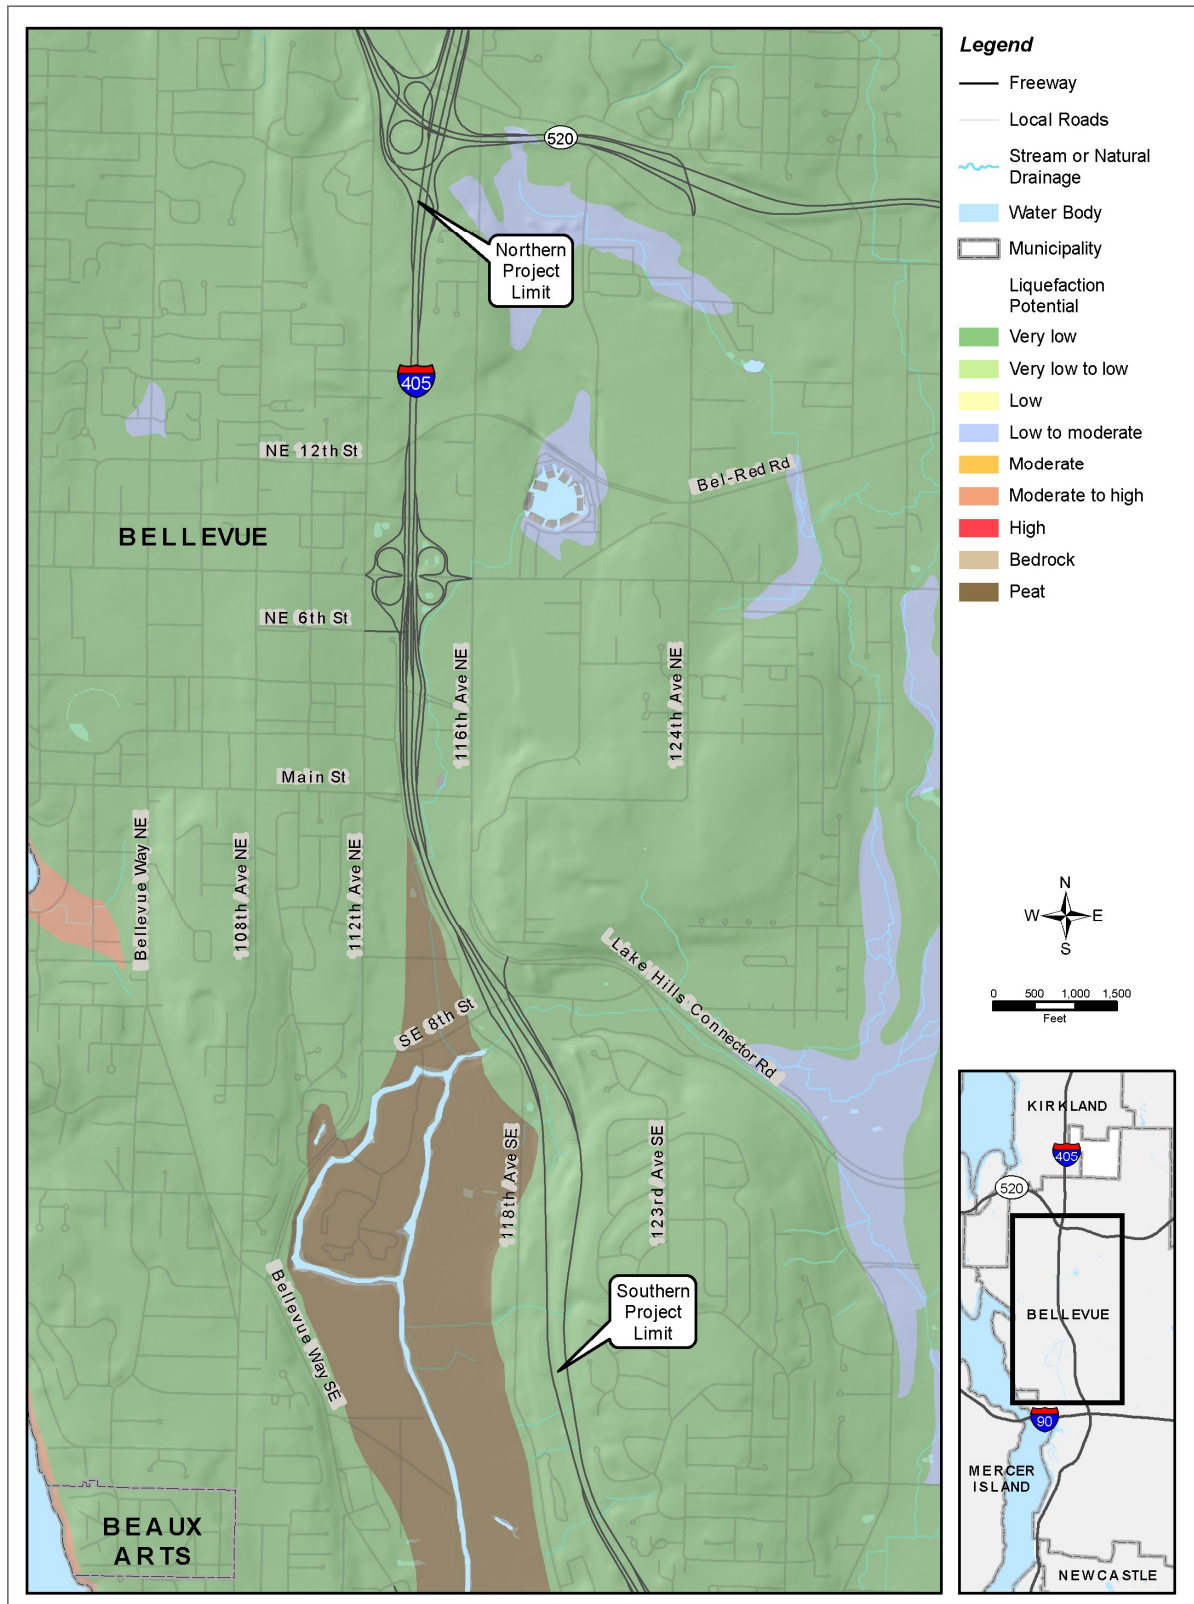 520
Northern
Project
Limit
405
NE 12th St
Bel-Red Rd
BELLEVUE
NE 6th St
116th Ave NE
124th Ave NE
Main St
Bellevue Way NE
108th Ave NE
112th Ave NE
Lake Hills Connector Rd
SE 8th St
118th Ave SE
123rd Ave SE
Bellevue Way SE
Southern
Project
Limit
BEAUX
ARTS
Legend
Freeway
Local Roads
Stream or Natural
Drainage
Water Body
Municipality
Liquefaction
Potential
Very low
Very low to low
Low
Low to moderate
Moderate
Moderate to high
High
Bedrock
Peat
N
W E
S
0 500 1,000 1,500
Feet
KIRKLAND
405
520
BELLEVUE
90
MERCER
ISLAND
NEWCASTLE